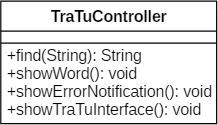 TraTuController
+find(String): String
+showWord(): void
+showErrorNotification(): void
+showTraTuInterface(): void